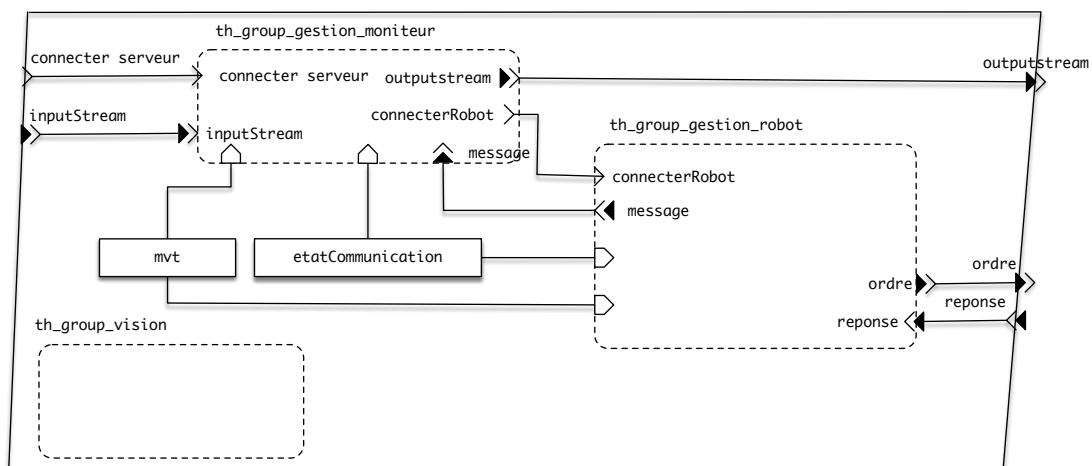 th_group_gestion_moniteur
connecter serveur
connecter serveur
outputstream
outputstream
inputStream
inputStream
connecterRobot
message
th_group_gestion_robot
connecterRobot
message
mvt
etatCommunication
ordre
ordre
reponse
reponse
th_group_vision